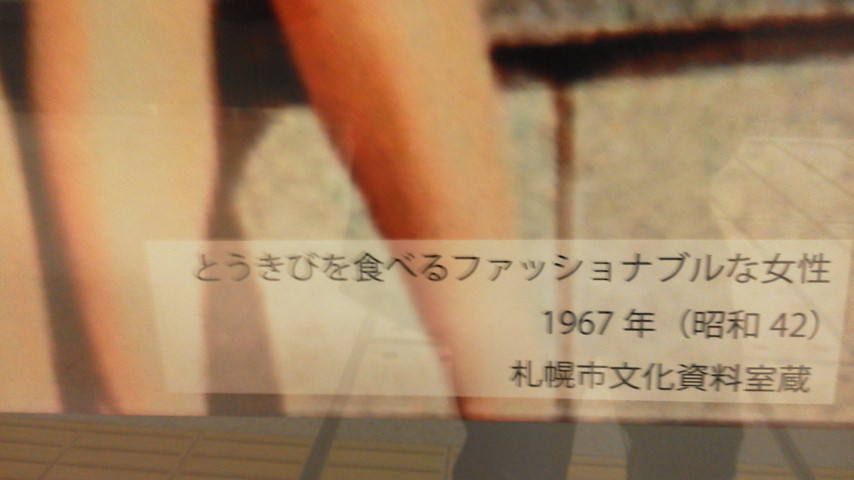 とうきびを食べるファッショナブルな女性
1967 年（昭和 42）
札幌市文化資料室蔵